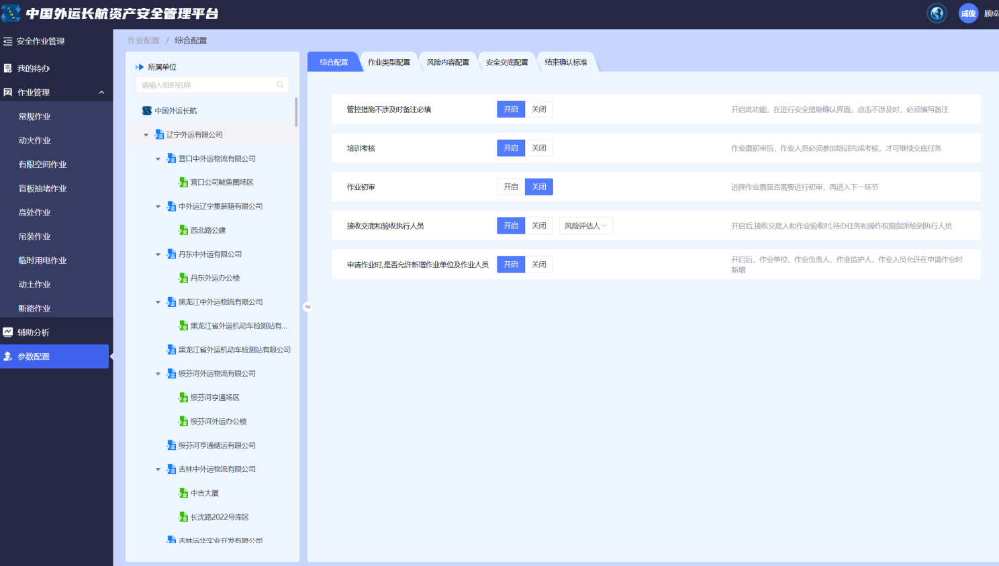 中国外运长航资产安全管理平台
成俊
顾成
安全作业管理
我的待办
作业管理
常规作业
动火作业
有限空间作业
盲板抽堵作业
高处作业
吊装作业
临时用电作业
动土作业
断路作业
辅助分析
参数配置
作业配置 / 综合配置
所属单位
请输入组织名称
中国外运长航
辽宁外运有限公司
营口中外运物流有限公司
营口公司鲅鱼圈场区
中外运辽宁集装箱有限公司
西北路公建
丹东中外运有限公司
丹东外运办公楼
黑龙江中外运物流有限公司
黑龙江省外运机动车检测站有...
黑龙江省外运机动车检测站有限公司
绥芬河外运物流有限公司
绥芬河亨通场区
绥芬河外运办公楼
绥芬河亨通储运有限公司
吉林中外运物流有限公司
中吉大厦
长沈路2022号库区
吉林运华实业开发有限公司
综合配置
作业类型配置
风险内容配置
安全交底配置
结束确认标准
管控措施不涉及时备注必填 开启 关闭 开启此功能，在进行安全措施确认界面，点击不涉及时，必须填写备注
培训考核 开启 关闭 作业票初审后，作业人员必须参加培训完成考核，才可继续交底任务
作业初审 开启 关闭 选择作业票是否需要进行初审，再进入下一环节
接收交底和验收执行人员 开启 关闭 风险评估人 开启后,接收交底人和作业验收时,待办任务和操作权限指派给到执行人员
申请作业时,是否允许新增作业单位及作业人员 开启 关闭 开启后，作业单位、作业负责人、作业监护人、作业人员允许在申请作业时
新增